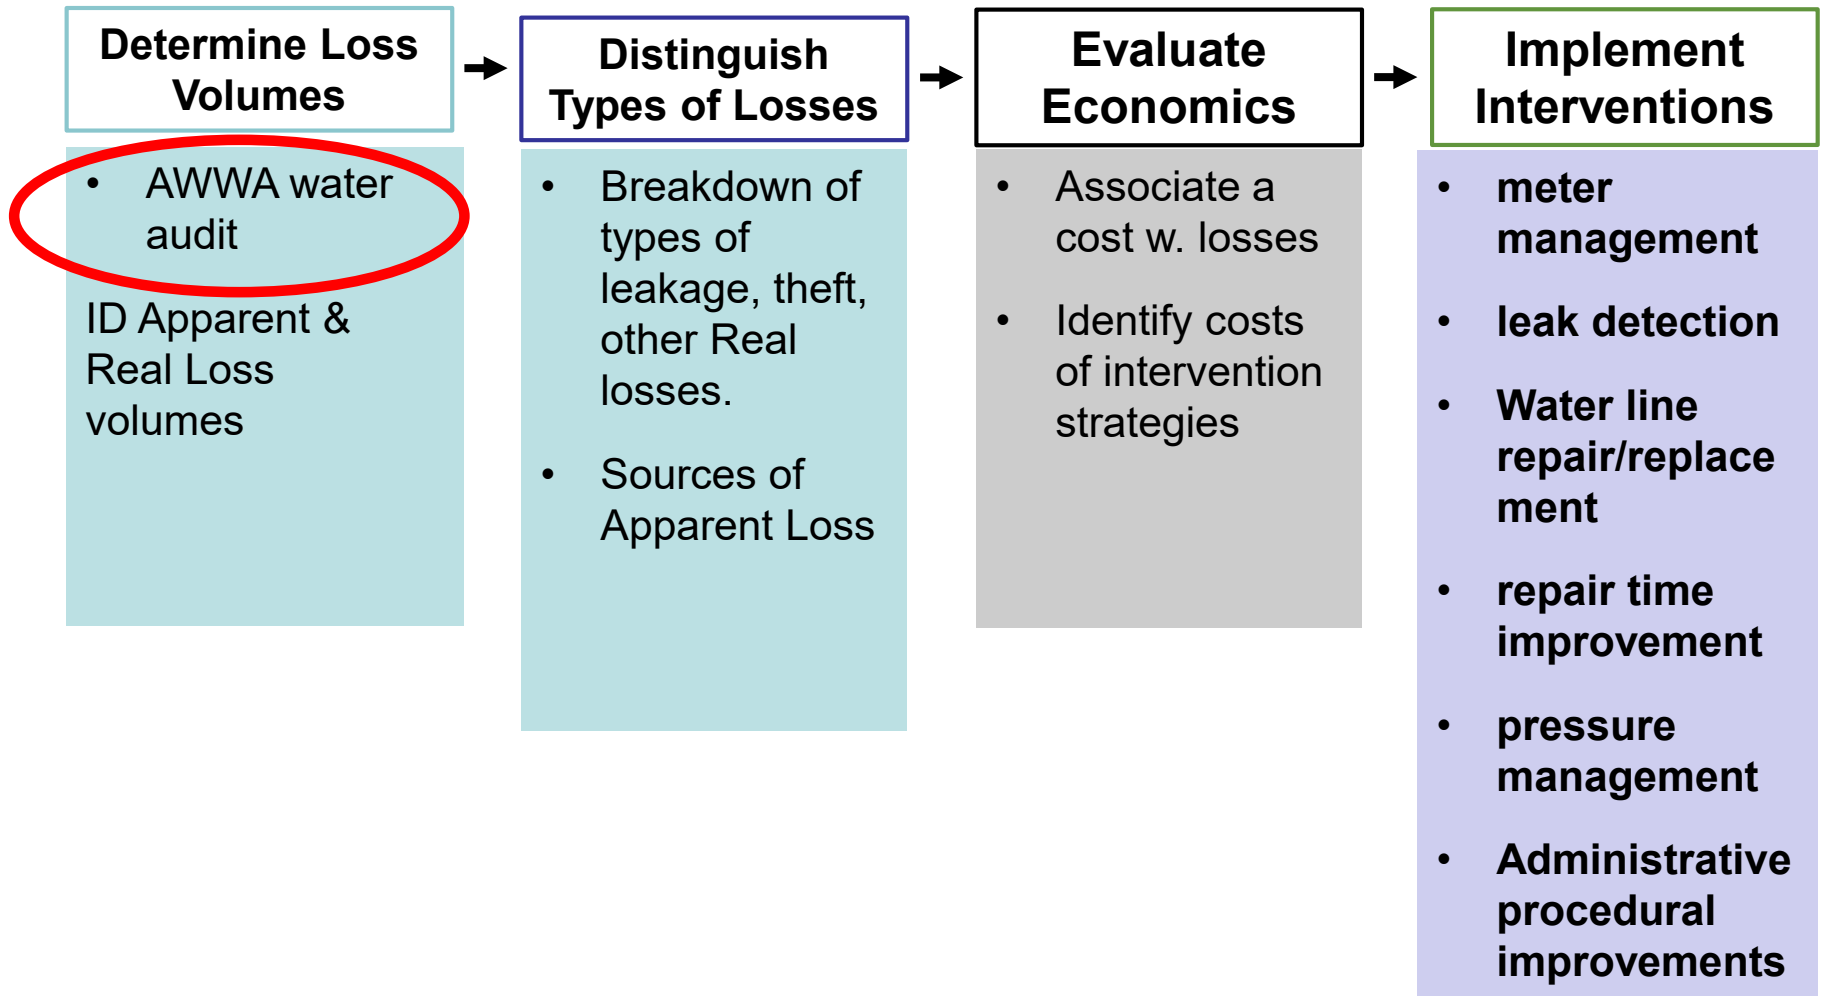 Determine Loss
Volumes
• AWWA water
audit
ID Apparent &
Real Loss
volumes
Distinguish
Types of Losses
• Breakdown of
types of
leakage, theft,
other Real
losses.
• Sources of
Apparent Loss
Evaluate
Economics
• Associate a
cost w. losses
• Identify costs
of intervention
strategies
Implement
Interventions
• meter
management
• leak detection
• Water line
repair/replace
ment
• repair time
improvement
• pressure
management
• Administrative
procedural
improvements